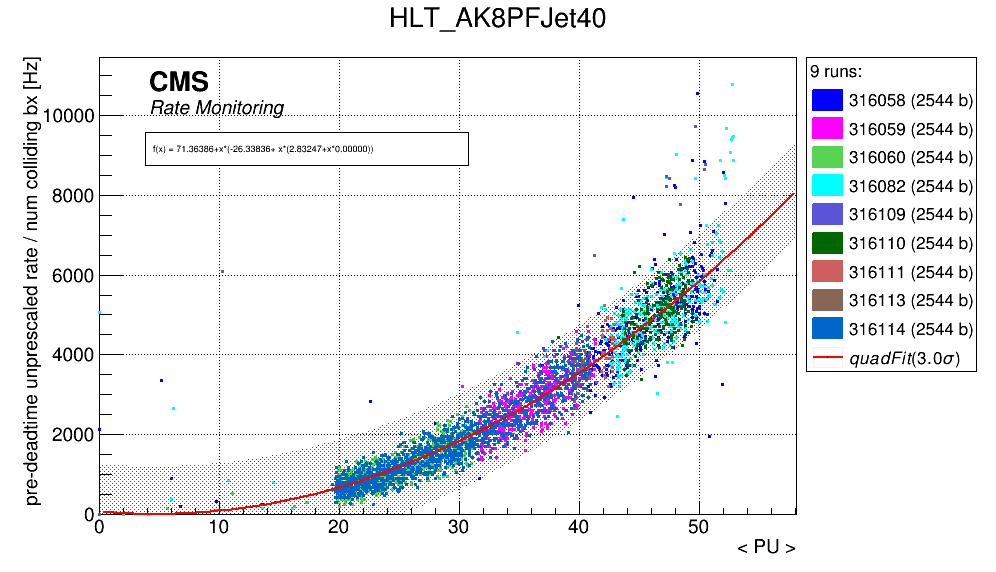 HLT_AK8PFJet40
pre-deadtime unprescaled rate / num colliding bx [Hz]
CMS
Rate Monitoring
f(x) = 71.36386+x*(-26.33836+ x*(2.83247+x*0.00000))
10000
8000
6000
4000
2000
0
0 10 20 30 40 50
< PU >
9 runs:
316058 (2544 b)
316059 (2544 b)
316060 (2544 b)
316082 (2544 b)
316109 (2544 b)
316110 (2544 b)
316111 (2544 b)
316113 (2544 b)
316114 (2544 b)
quadFit(3.0σ)